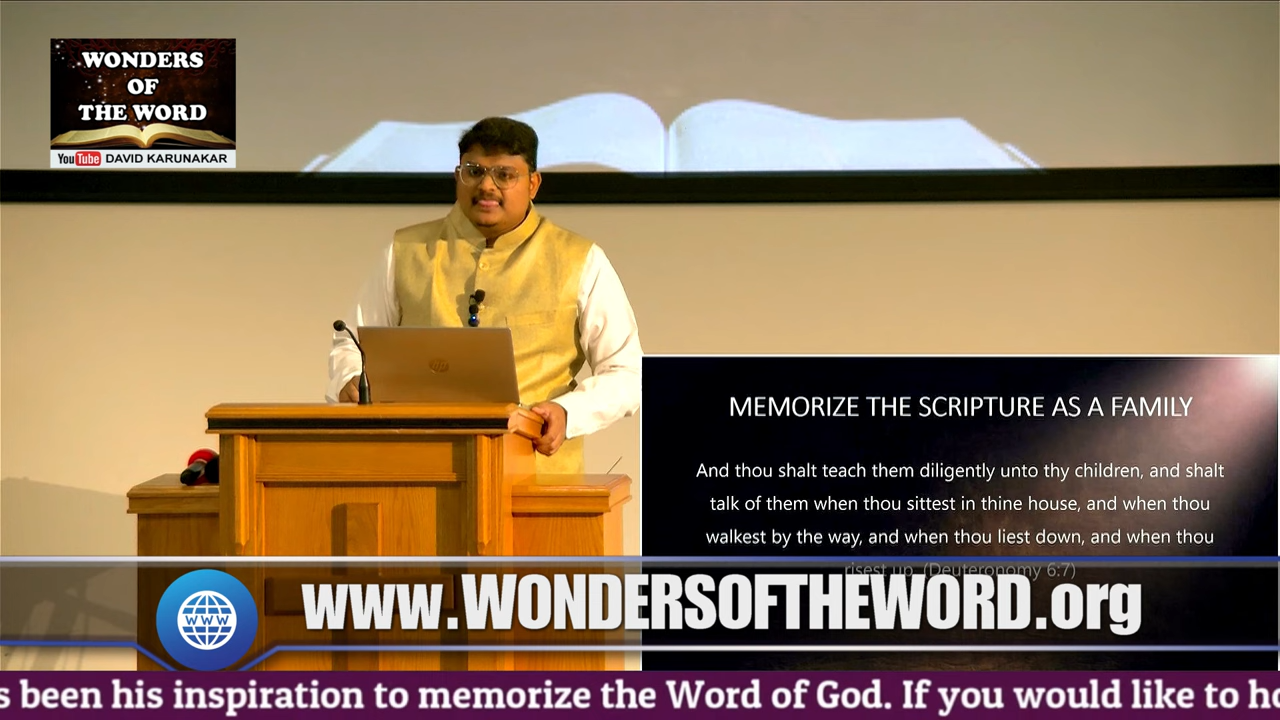 WONDERS
OF
THE WORD
YouTube DAVID KARUNAKAR
hp
MEMORIZE THE SCRIPTURE AS A FAMILY
And thou shalt teach them diligently unto thy children, and shalt
talk of them when thou sittest in thine house, and when thou
walkest by the way, and when thou liest down, and when thou
risest up. (Deuteronomy 6:7)
WWW
www.WONDERSOFTHEWORD.org
s been his inspiration to memorize the Word of God. If you would like to ho